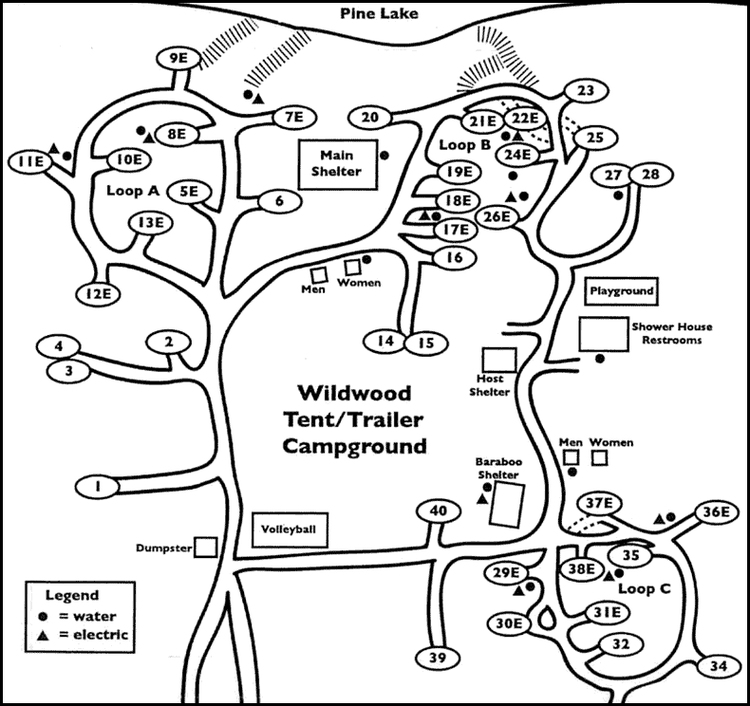 Pine Lake
9E
23
7E
20
21E
22E
8E
25
Loop B
24E
11E
10E
Main
Shelter
19E
27
28
Loop A
5E
6
18E
13E
26E
17E
16
Men
Women
12E
Playground
4
2
14
15
Shower House
Restrooms
3
Host
Shelter
Wildwood
Tent/Trailer
Campground
Men
Women
Baraboo
Shelter
1
37E
40
36E
Volleyball
Dumpster
35
38E
29E
Loop C
Legend
= water
= electric
31E
30E
32
39
34